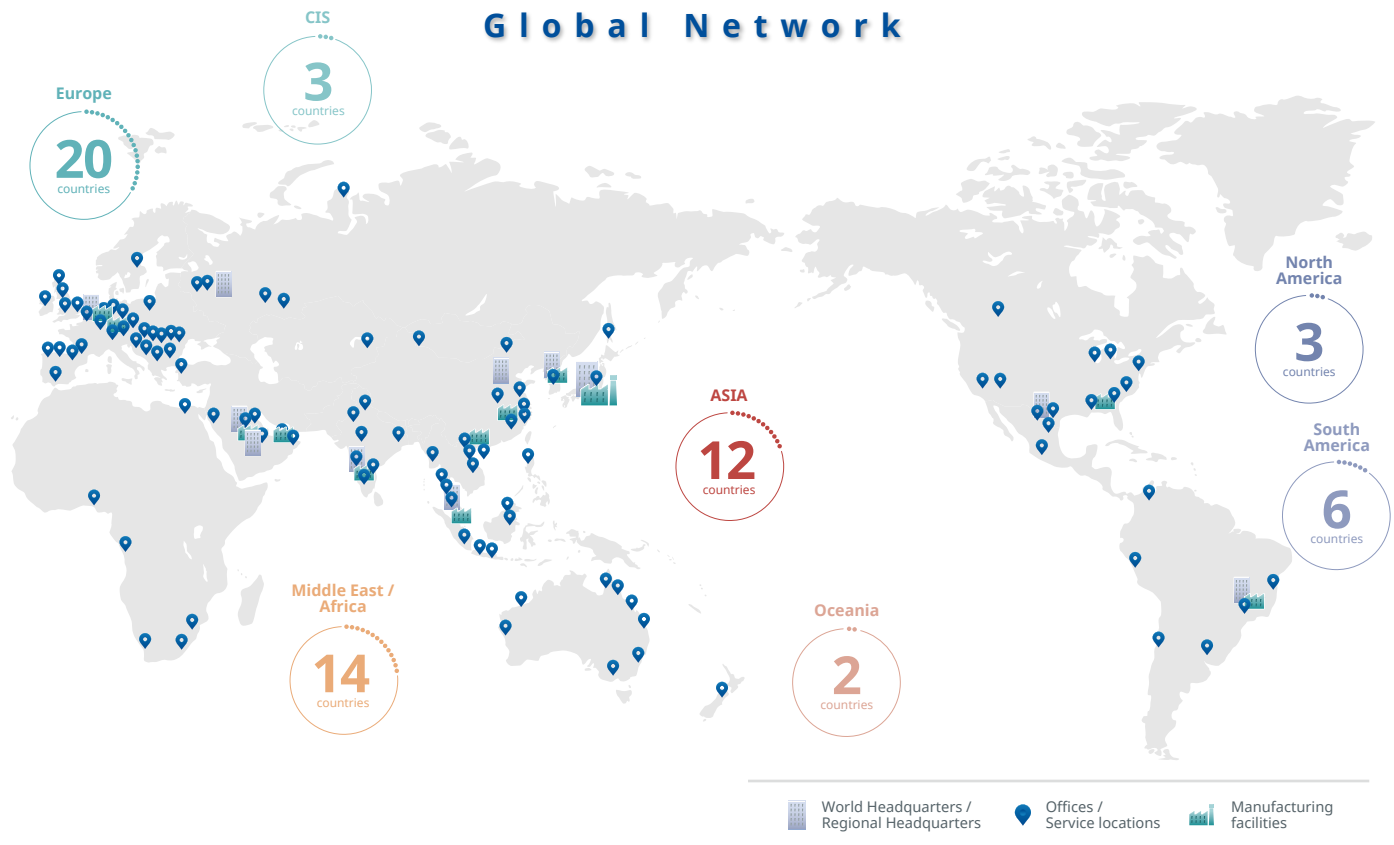 Global Network
CIS
3
countries
Europe
20
countries
North
America
3
countries
ASIA
12
countries
South
America
6
countries
Middle East /
Africa
14
countries
Oceania
2
countries
World Headquarters /
Regional Headquarters
Offices /
Service locations
Manufacturing
facilities